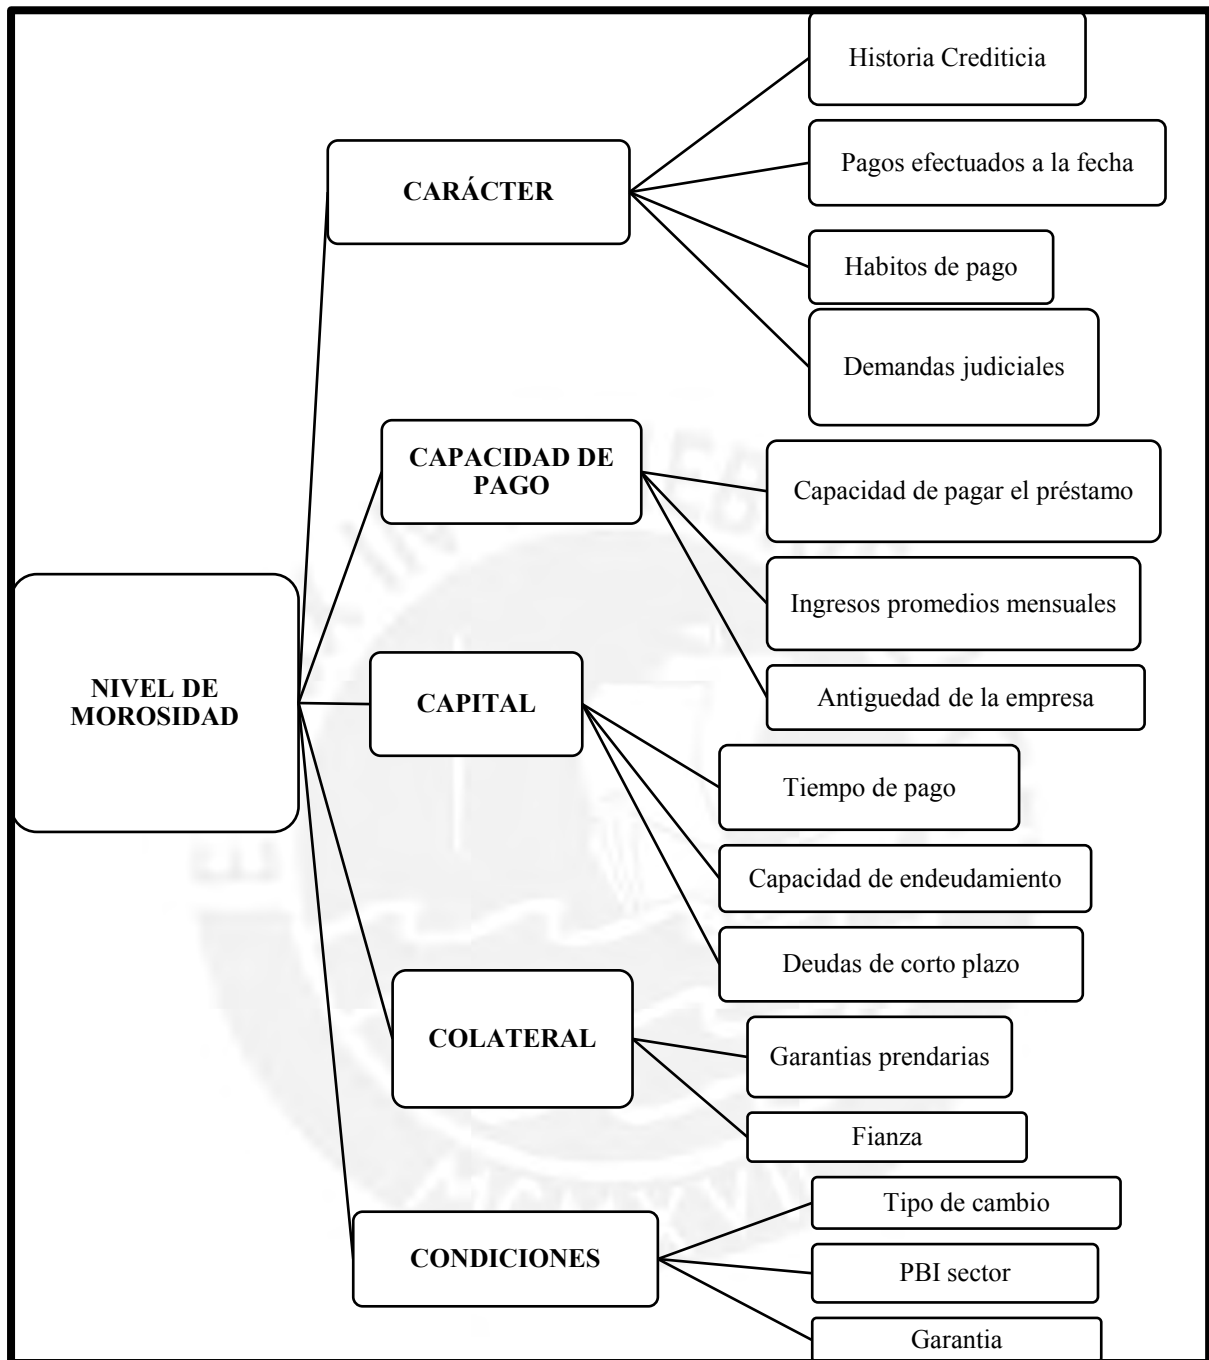 Historia Crediticia
Pagos efectuados a la fecha
CARÁCTER
Habitos de pago
Demandas judiciales
CAPACIDAD DE
PAGO
Capacidad de pagar el préstamo
Ingresos promedios mensuales
Antiguedad de la empresa
NIVEL DE
MOROSIDAD
CAPITAL
Tiempo de pago
Capacidad de endeudamiento
Deudas de corto plazo
COLATERAL
Garantias prendarias
Fianza
CONDICIONES
Tipo de cambio
PBI sector
Garantia